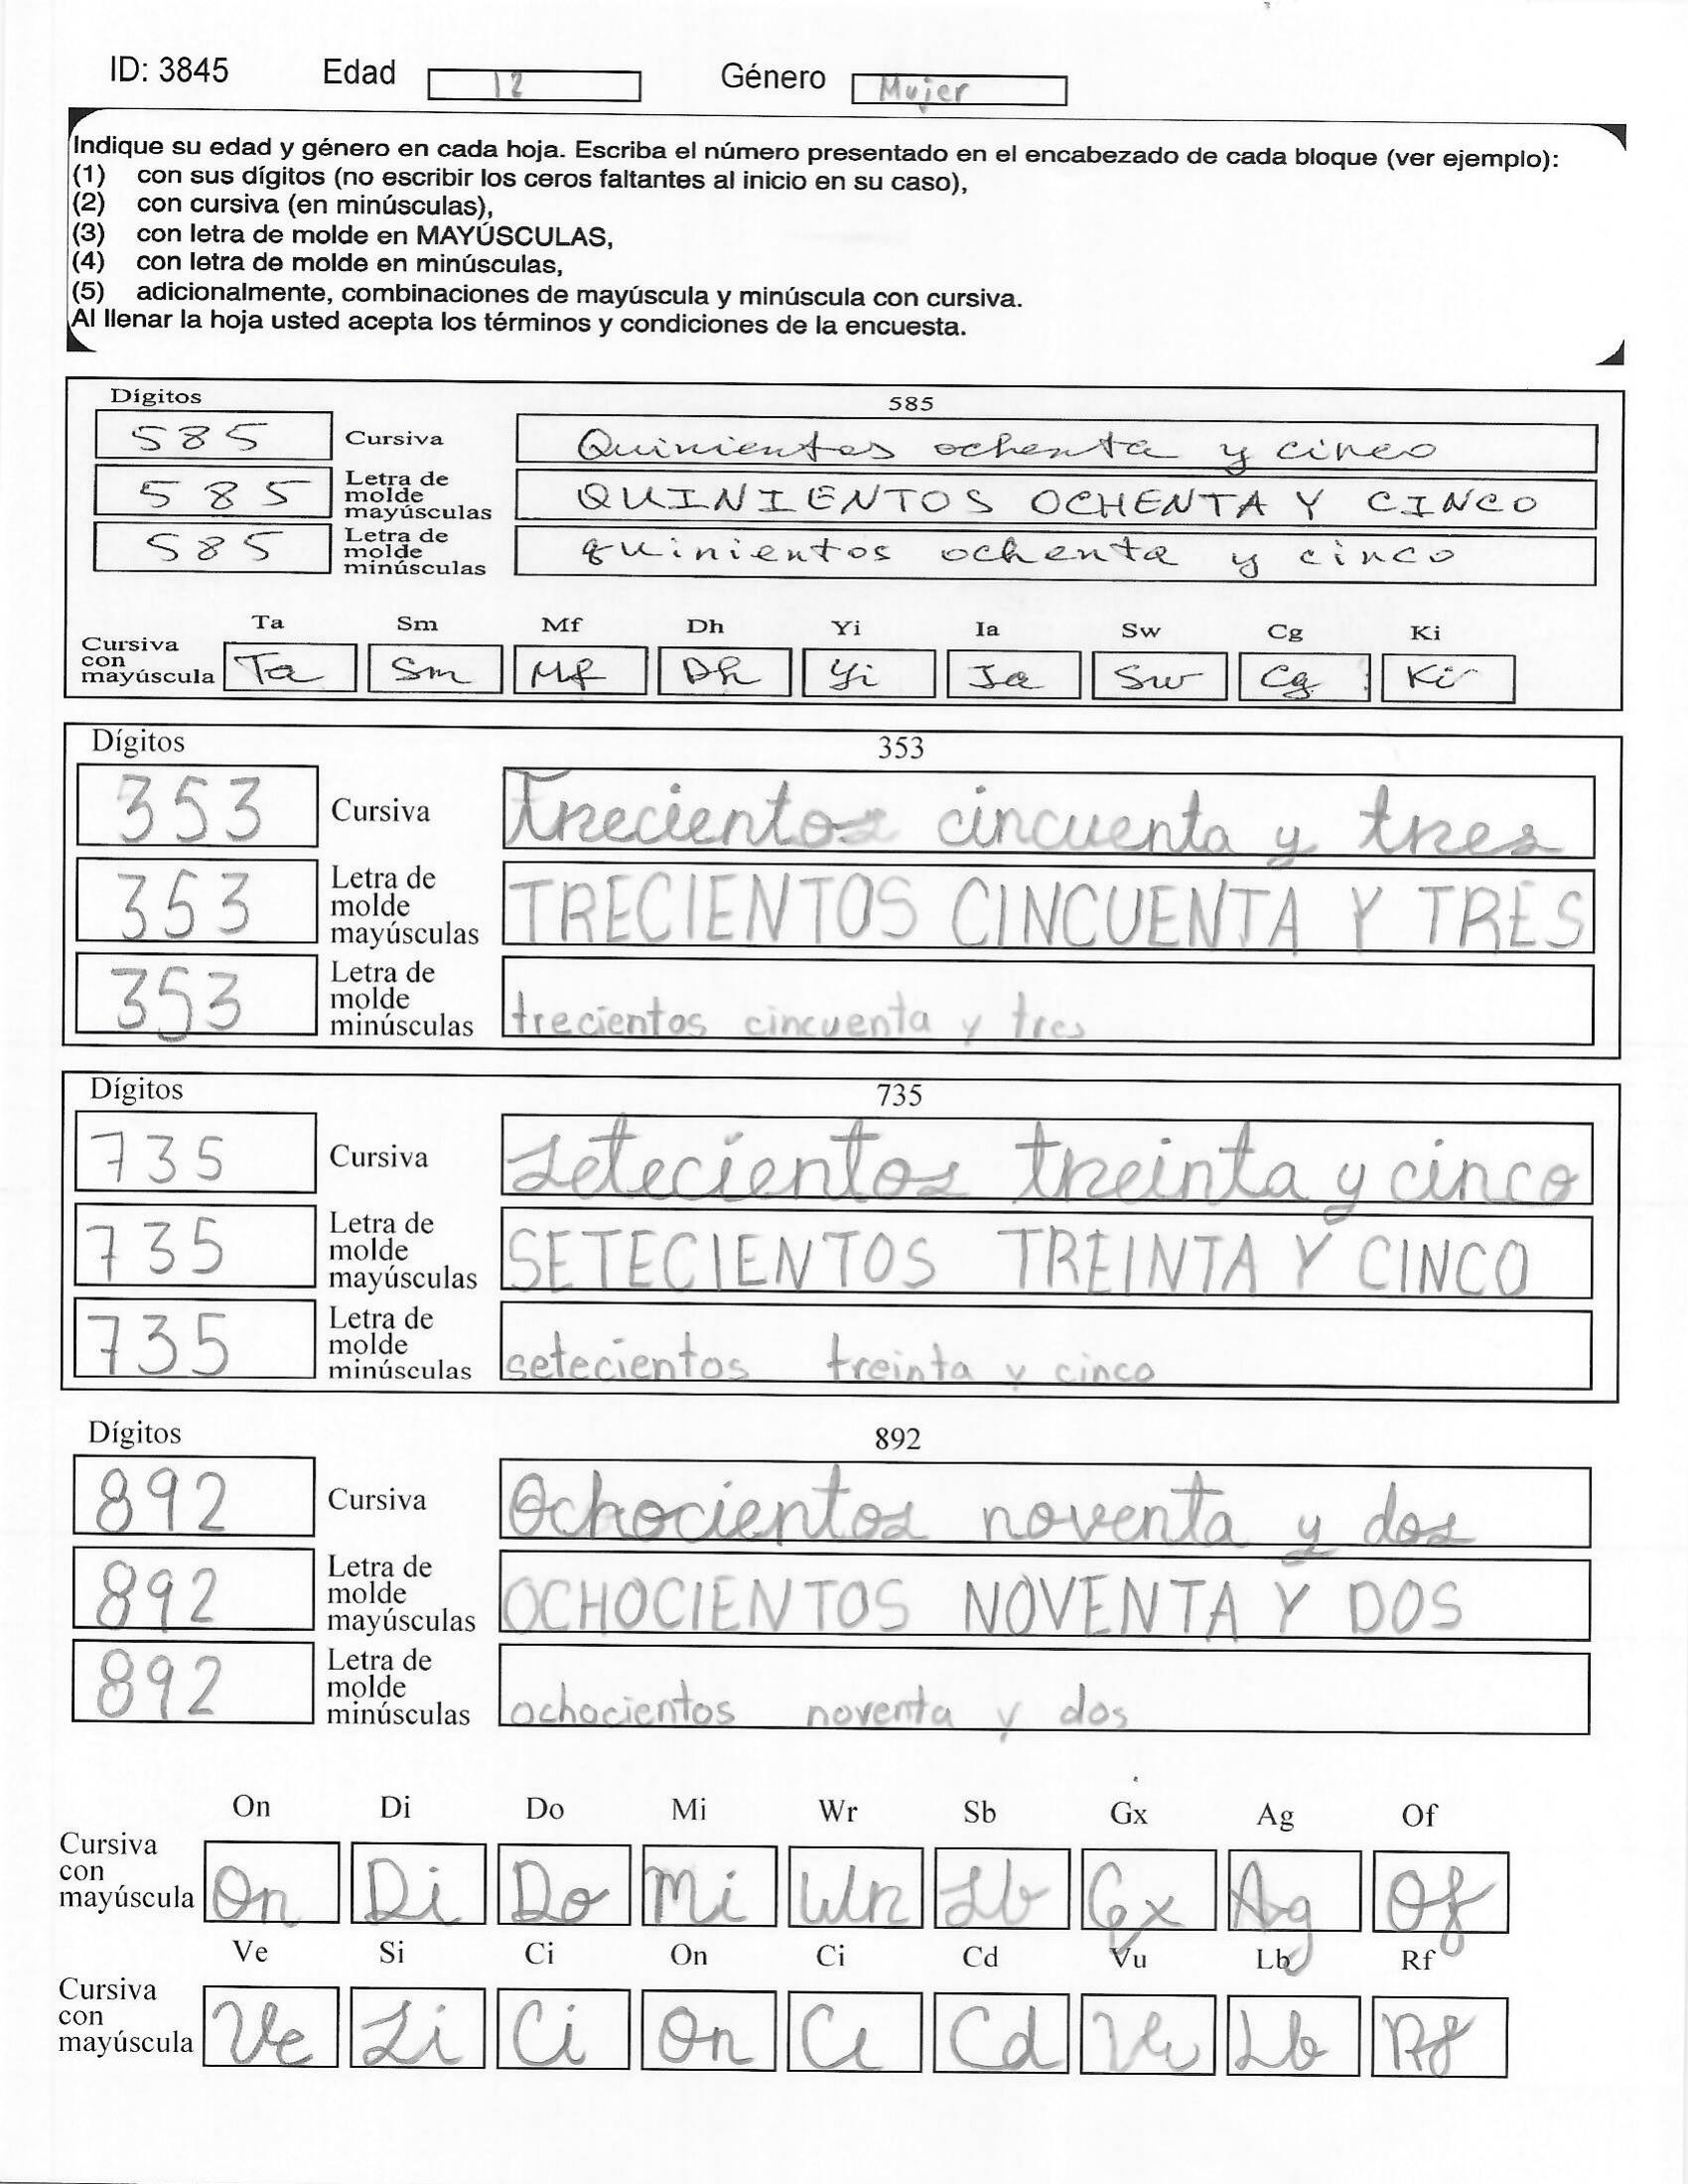 ID: 3845 Edad 12 Género Mujer
Indique su edad y género en cada hoja. Escriba el número presentado en el encabezado de cada bloque (ver ejemplo):
(1) con sus dígitos (no escribir los ceros faltantes al inicio en su caso),
(2) con cursiva (en minúsculas),
(3) con letra de molde en MAYÚSCULAS,
(4) con letra de molde en minúsculas,
(5) adicionalmente, combinaciones de mayúscula y minúscula con cursiva.
Al llenar la hoja usted acepta los términos y condiciones de la encuesta.
Dígitos 585
585 Cursiva Quinientos ochenta y cinco
585 Letra de molde mayúsculas QUINIENTOS OCHENTA Y CINCO
585 Letra de molde minúsculas quinientos ochenta y cinco
Ta Sm Mf Dh Yi Ia Sw Cg Ki
Cursiva con mayúscula Ta Sm Mf Dh Yi Ia Sw Cg Ki
Dígitos 353
353 Cursiva trecientos cincuenta y tres
353 Letra de molde mayúsculas TRECIENTOS CINCUENTA Y TRES
353 Letra de molde minúsculas trecientos cincuenta y tres
Dígitos 735
735 Cursiva setecientos treinta y cinco
735 Letra de molde mayúsculas SETECIENTOS TREINTA Y CINCO
735 Letra de molde minúsculas setecientos treinta y cinco
Dígitos 892
892 Cursiva Ochocientos noventa y dos
892 Letra de molde mayúsculas OCHOCIENTOS NOVENTA Y DOS
892 Letra de molde minúsculas ochocientos noventa y dos
On Di Do Mi Wr Sb Gx Ag Of
Cursiva con mayúscula On Di Do Mi Wr Sb Gx Ag Of
Ve Si Ci On Ci Cd Vu Lb Rf
Cursiva con mayúscula Ve Si Ci On Ci Cd Vu Lb Rf